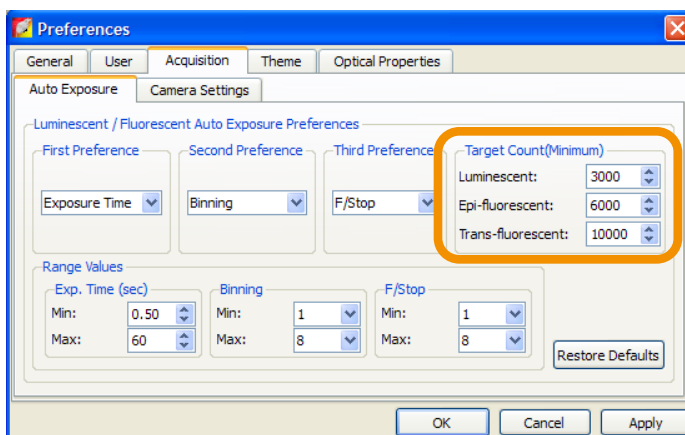 Preferences
General User Acquisition Theme Optical Properties
Auto Exposure Camera Settings
Luminescent / Fluorescent Auto Exposure Preferences
First Preference Second Preference Third Preference Target Count(Minimum)
Luminescent: 3000
Exposure Time Binning F/Stop Epi-fluorescent: 6000
Trans-fluorescent: 10000
Range Values
Exp. Time (sec) Binning F/Stop
Min: 0.50 Min: 1 Min: 1
Max: 60 Max: 8 Max: 8
Restore Defaults
OK Cancel Apply